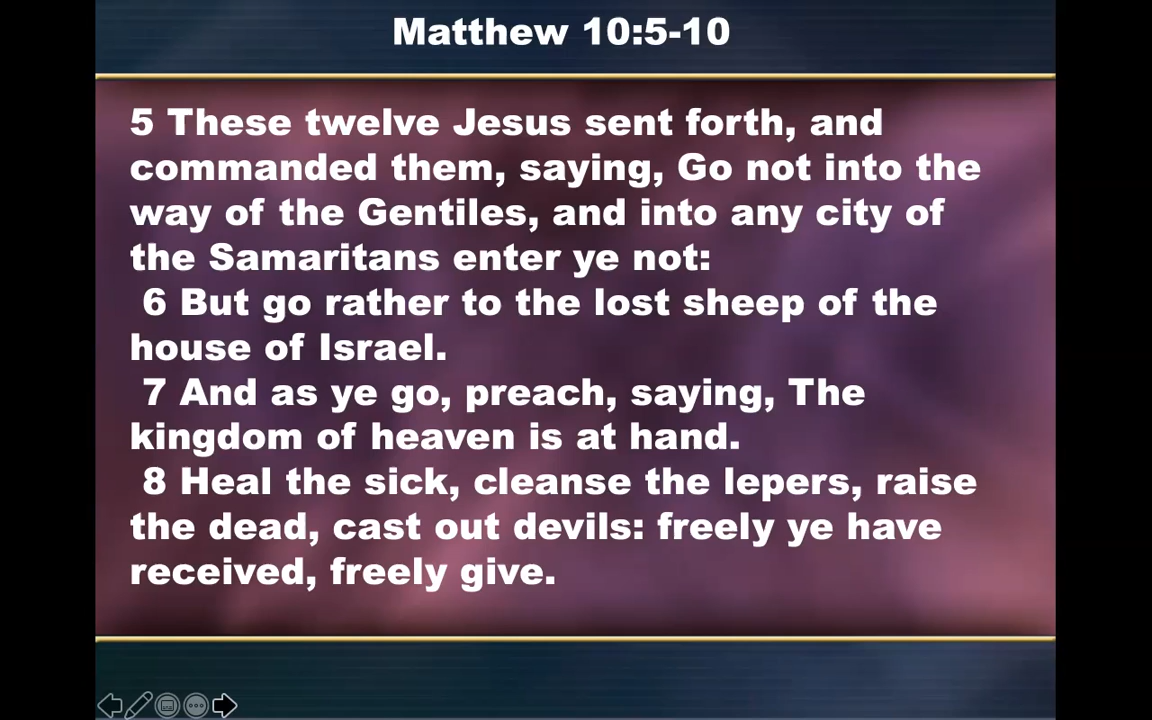 Matthew 10:5-10
5 These twelve Jesus sent forth, and
commanded them, saying, Go not into the
way of the Gentiles, and into any city of
the Samaritans enter ye not:
6 But go rather to the lost sheep of the
house of Israel.
7 And as ye go, preach, saying, The
kingdom of heaven is at hand.
8 Heal the sick, cleanse the lepers, raise
the dead, cast out devils: freely ye have
received, freely give.